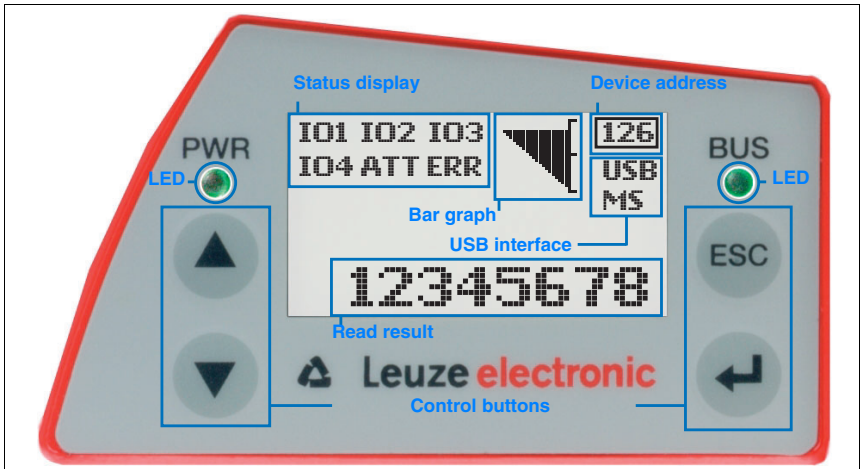 Status display
Device address
IO1 IO2 IO3
126
PWR
BUS
IO4 ATT ERR
USB
LED
LED
MS
Bar graph
USB interface
ESC
12345678
Read result
Leuze electronic
Control buttons